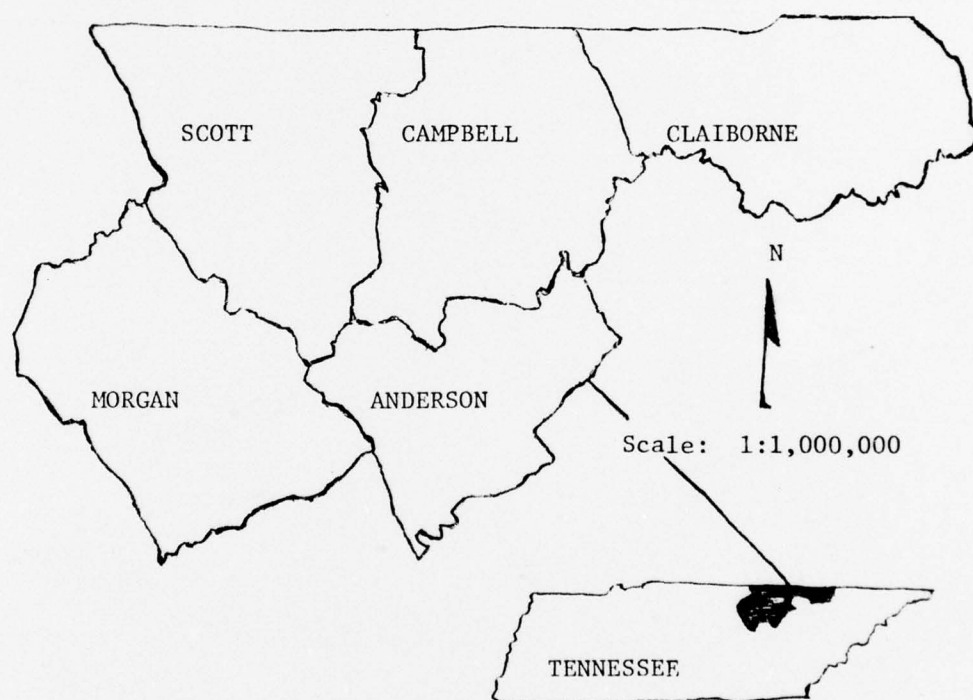 SCOTT
CAMPBELL
CLAIBORNE
N
MORGAN
ANDERSON
Scale: 1:1,000,000
TENNESSEE